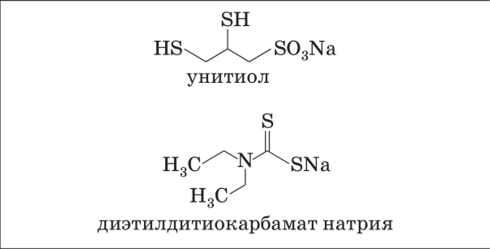 SH
HS SO₃Na
унитиол
S
H₃C N SNa
H₃C
диэтилдитиокарбамат натрия